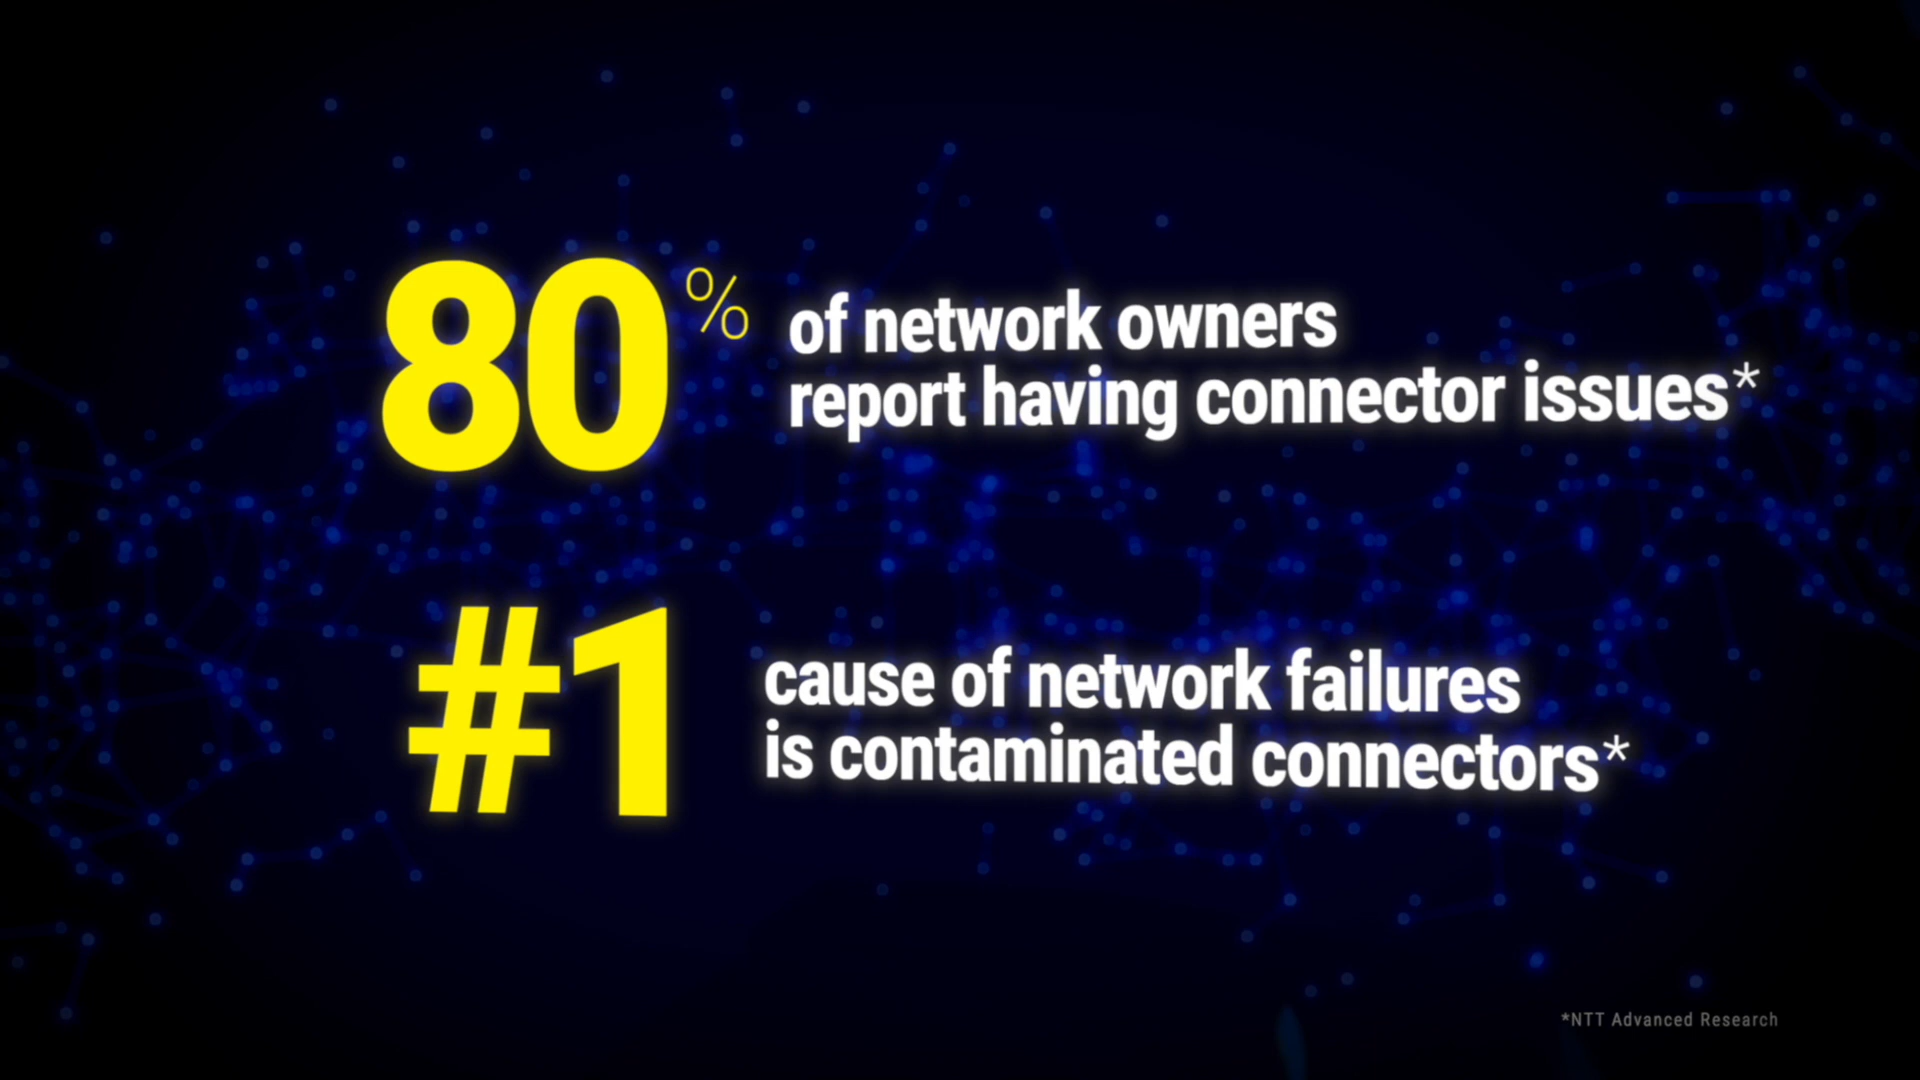 80% of network owners
report having connector issues*
#1 cause of network failures
is contaminated connectors*
*NTT Advanced Research